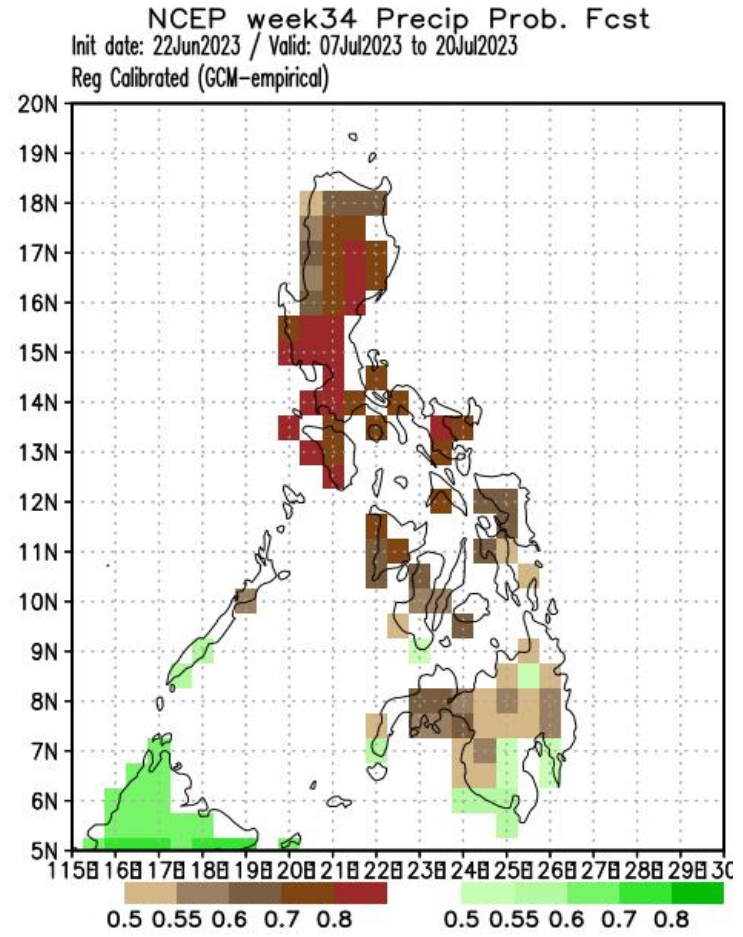 NCEP week34 Precip Prob. Fcst
Init date: 22Jun2023 / Valid: 07Jul2023 to 20Jul2023
Reg Calibrated (GCM-empirical)
20N
19N
18N
17N
16N
15N
14N
13N
12N
11N
10N
9N
8N
7N
6N
5N
0.5 0.55 0.6 0.7 0.8
0.5 0.55 0.6 0.7 0.8